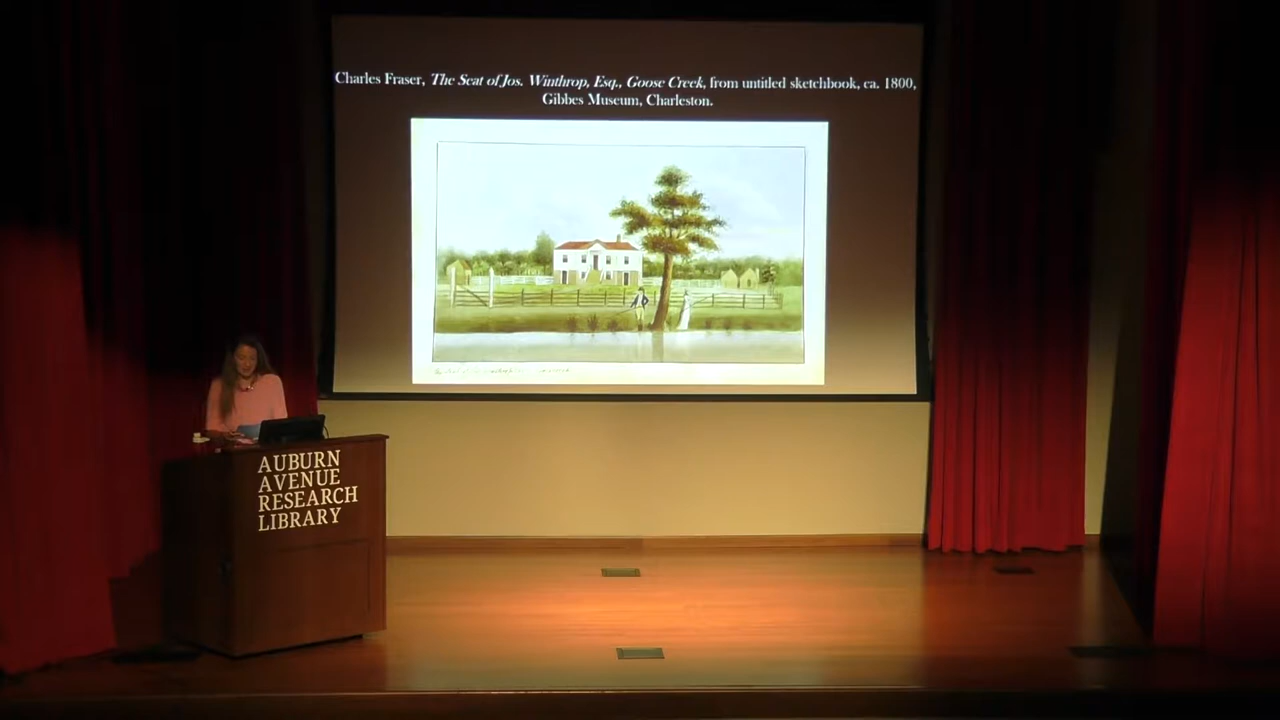 Charles Fraser, The Seat of Jos. Winthrop, Esq., Goose Creek, from untitled sketchbook, ca. 1800,
Gibbes Museum, Charleston.
AUBURN
AVENUE
RESEARCH
LIBRARY